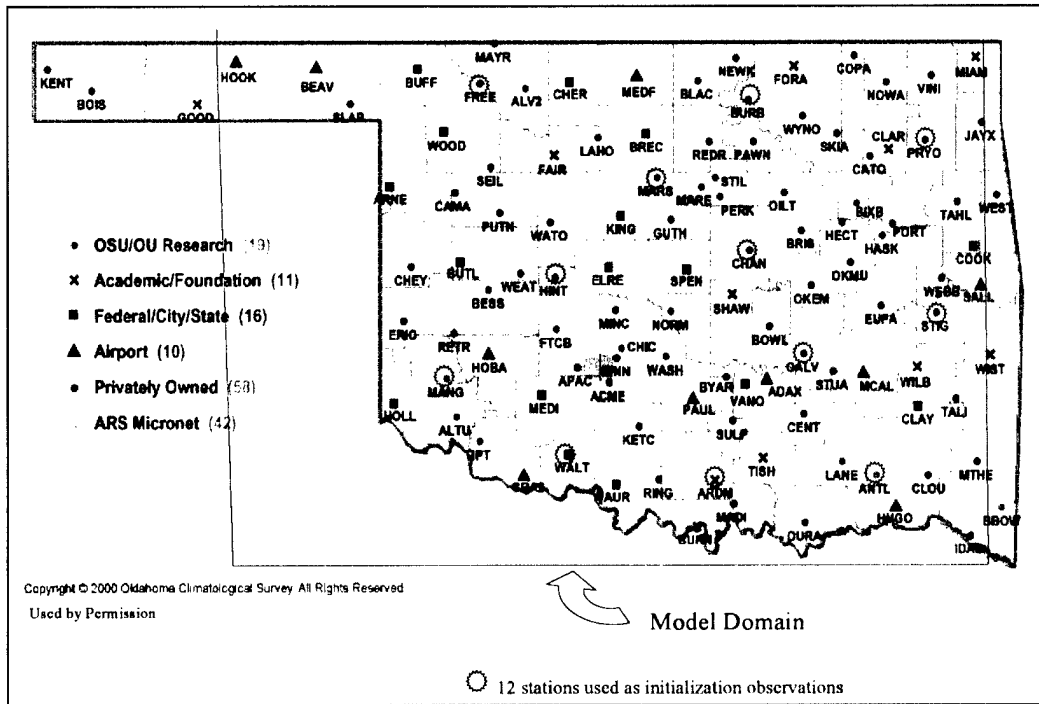 MAYR
KENT
HOOK
BEAV
BUFF
NEWK
FORA
COPA
MIAM
BOIS
GOOD
SLAP
FREE
ALV2
CHER
MEDF
BLAC
BURB
NOWA
VINI
WOOD
LAHO
BREC
REDR
PAWN
WYNO
SKIA
CLAR
PRYO
JAYX
SEIL
FAIR
MARS
STIL
CATO
ARNE
CAMA
MARE
PERK
OILT
BIXB
TAHL
WEST
PUTN
WATO
KING
GUTH
BRIS
HECT
HASK
PORT
• OSU/OU Research (19)
CHEY
BUTL
WEAT
HINT
ELRE
SPEN
CHAN
OKMU
COOK
× Academic/Foundation (11)
BESS
SHAW
OKEM
WEBB
SALL
■ Federal/City/State (16)
ERIC
RETR
FTCB
MINC
NORM
BOWL
EUFA
STIG
▲ Airport (10)
HOBA
CHIC
WASH
CALV
WIST
• Privately Owned (58)
MANG
APAC
ACME
BYAR
VANO
ADAX
STUA
MCAL
WILB
ARS Micronet (42)
HOLL
MEDI
PAUL
CLAY
TALI
ALTU
KETC
SULP
CENT
TIPT
WALT
TISH
LANE
ANTL
CLOU
MTHE
GRAN
WAUR
RING
ARDM
MADI
HUGO
BBOW
BURN
DURA
IDAB
Copyright © 2000 Oklahoma Climatological Survey All Rights Reserved
Used by Permission
Model Domain
12 stations used as initialization observations